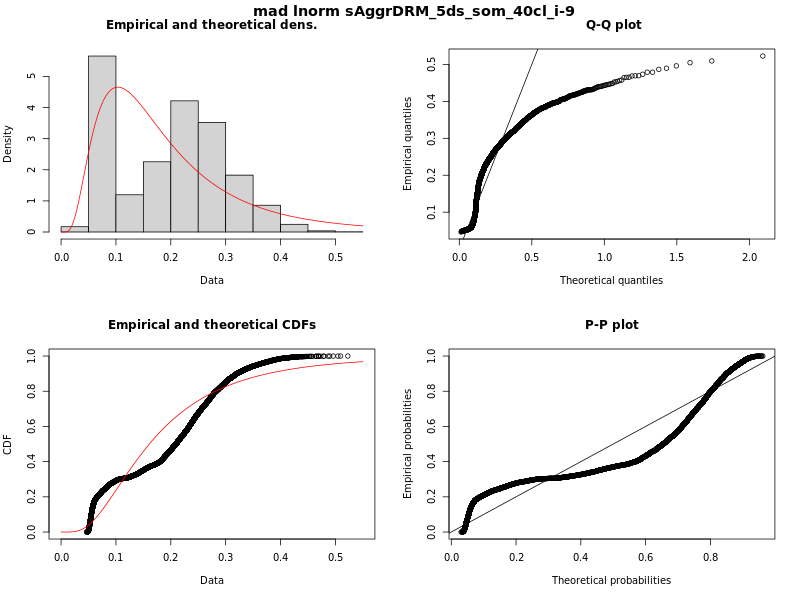 mad lnorm sAggrDRM_5ds_som_40cl_i-9
Empirical and theoretical dens.
Density
0 1 2 3 4 5
0.0 0.1 0.2 0.3 0.4 0.5
Data
Q-Q plot
Empirical quantiles
0.1 0.2 0.3 0.4 0.5
0.0 0.5 1.0 1.5 2.0
Theoretical quantiles
Empirical and theoretical CDFs
CDF
0.0 0.2 0.4 0.6 0.8 1.0
0.0 0.1 0.2 0.3 0.4 0.5
Data
P-P plot
Empirical probabilities
0.0 0.2 0.4 0.6 0.8 1.0
0.0 0.2 0.4 0.6 0.8
Theoretical probabilities